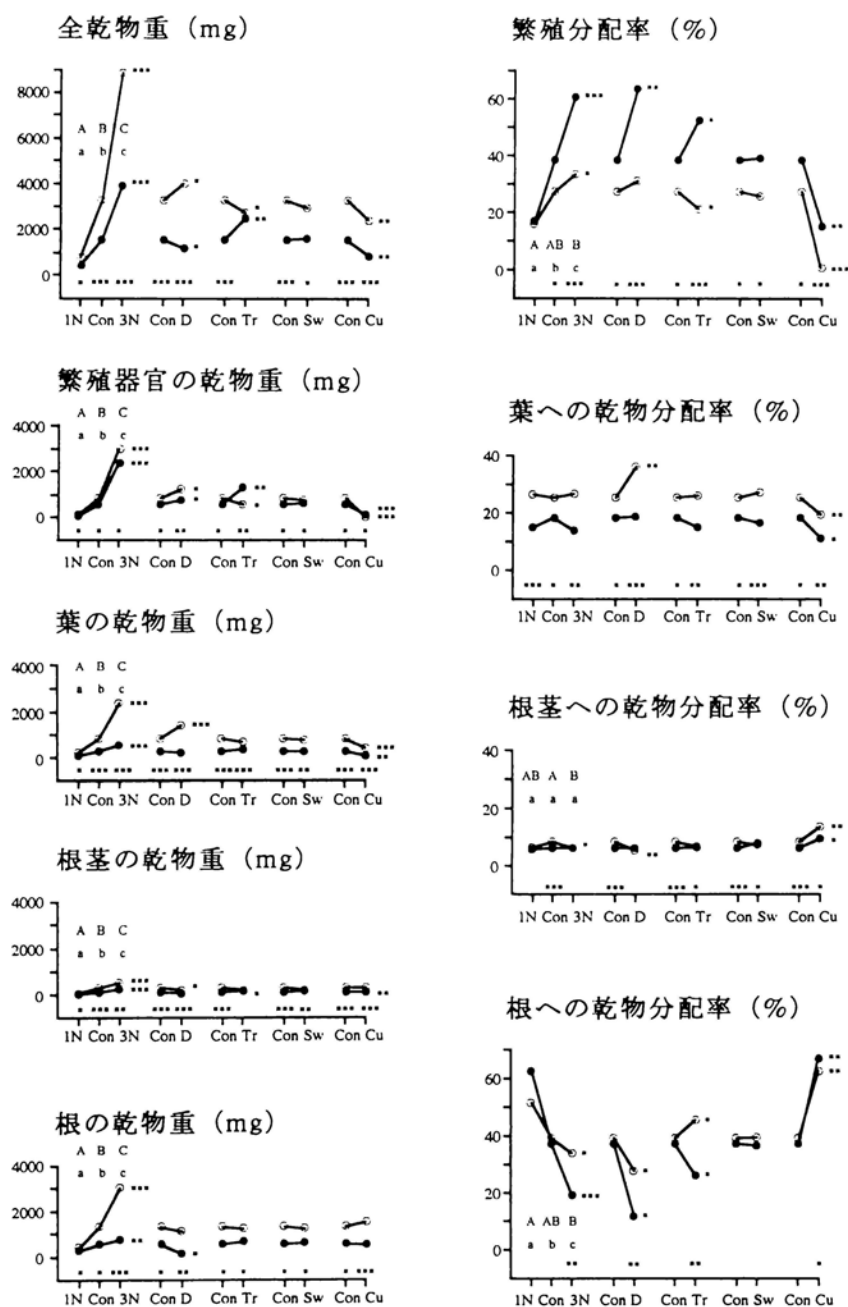 全乾物重 (mg)
8000
6000
4000
2000
0
A B C
a b c
***
***
*
*
*
**
**
**
* *** *** *** *** *** *** * *** ***
1N Con 3N Con D Con Tr Con Sw Con Cu
繁殖器官の乾物重 (mg)
4000
2000
0
A B C
a b c
***
***
*
*
**
*
***
***
* * * * ** * ** * * * *
1N Con 3N Con D Con Tr Con Sw Con Cu
葉の乾物重 (mg)
4000
2000
0
A B C
a b c
***
***
***
***
**
* *** *** *** *** *** *** *** ** *** ***
1N Con 3N Con D Con Tr Con Sw Con Cu
根茎の乾物重 (mg)
4000
2000
0
A B C
a b c
***
***
*
*
**
* *** ** *** *** *** *** ** *** ***
1N Con 3N Con D Con Tr Con Sw Con Cu
根の乾物重 (mg)
4000
2000
0
A B C
a b c
***
**
*
* * *** * ** * * * * * ***
1N Con 3N Con D Con Tr Con Sw Con Cu
繁殖分配率 (%)
60
40
20
0
***
*
**
*
*
**
***
A AB B
a b c
* *** * *** * *** * * * ***
1N Con 3N Con D Con Tr Con Sw Con Cu
葉への乾物分配率 (%)
40
20
0
**
**
*
*** * ** * *** * ** * *** * **
1N Con 3N Con D Con Tr Con Sw Con Cu
根茎への乾物分配率 (%)
40
20
0
AB A B
a a a
*
**
**
*
*** *** *** * *** * *** *
1N Con 3N Con D Con Tr Con Sw Con Cu
根への乾物分配率 (%)
60
40
20
0
*
***
*
*
*
*
**
**
A AB B
a b c
** ** ** *
1N Con 3N Con D Con Tr Con Sw Con Cu